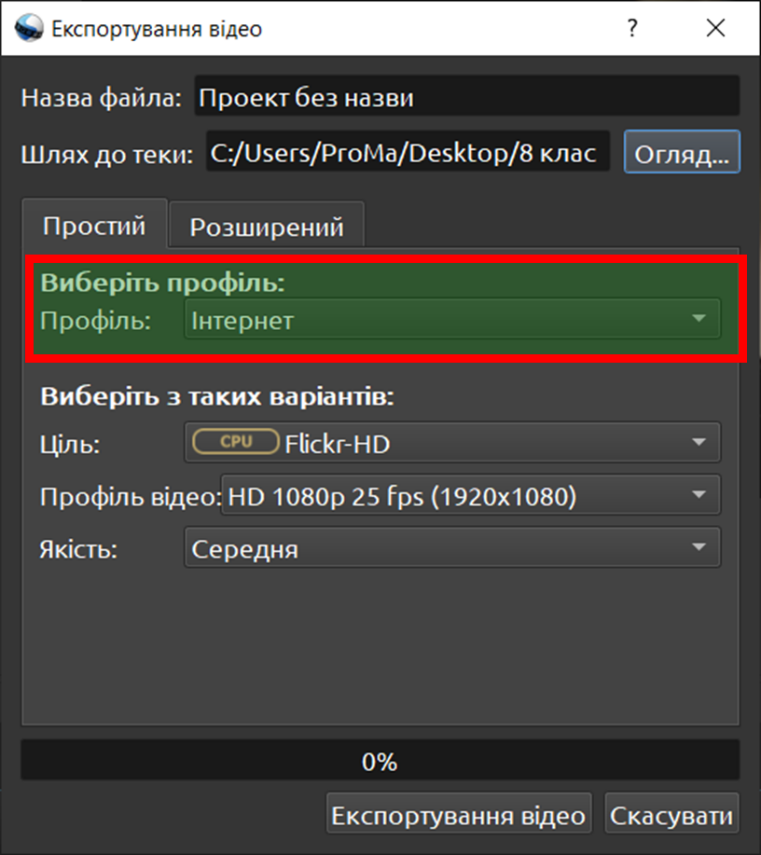 Експортування відео
?
Назва файла: Проект без назви
Шлях до теки: C:/Users/ProMa/Desktop/8 клас Огляд...
Простий Розширений
Виберіть профіль:
Профіль: Інтернет
Виберіть з таких варіантів:
Ціль: CPU Flickr-HD
Профіль відео: HD 1080p 25 fps (1920x1080)
Якість: Середня
0%
Експортування відео Скасувати